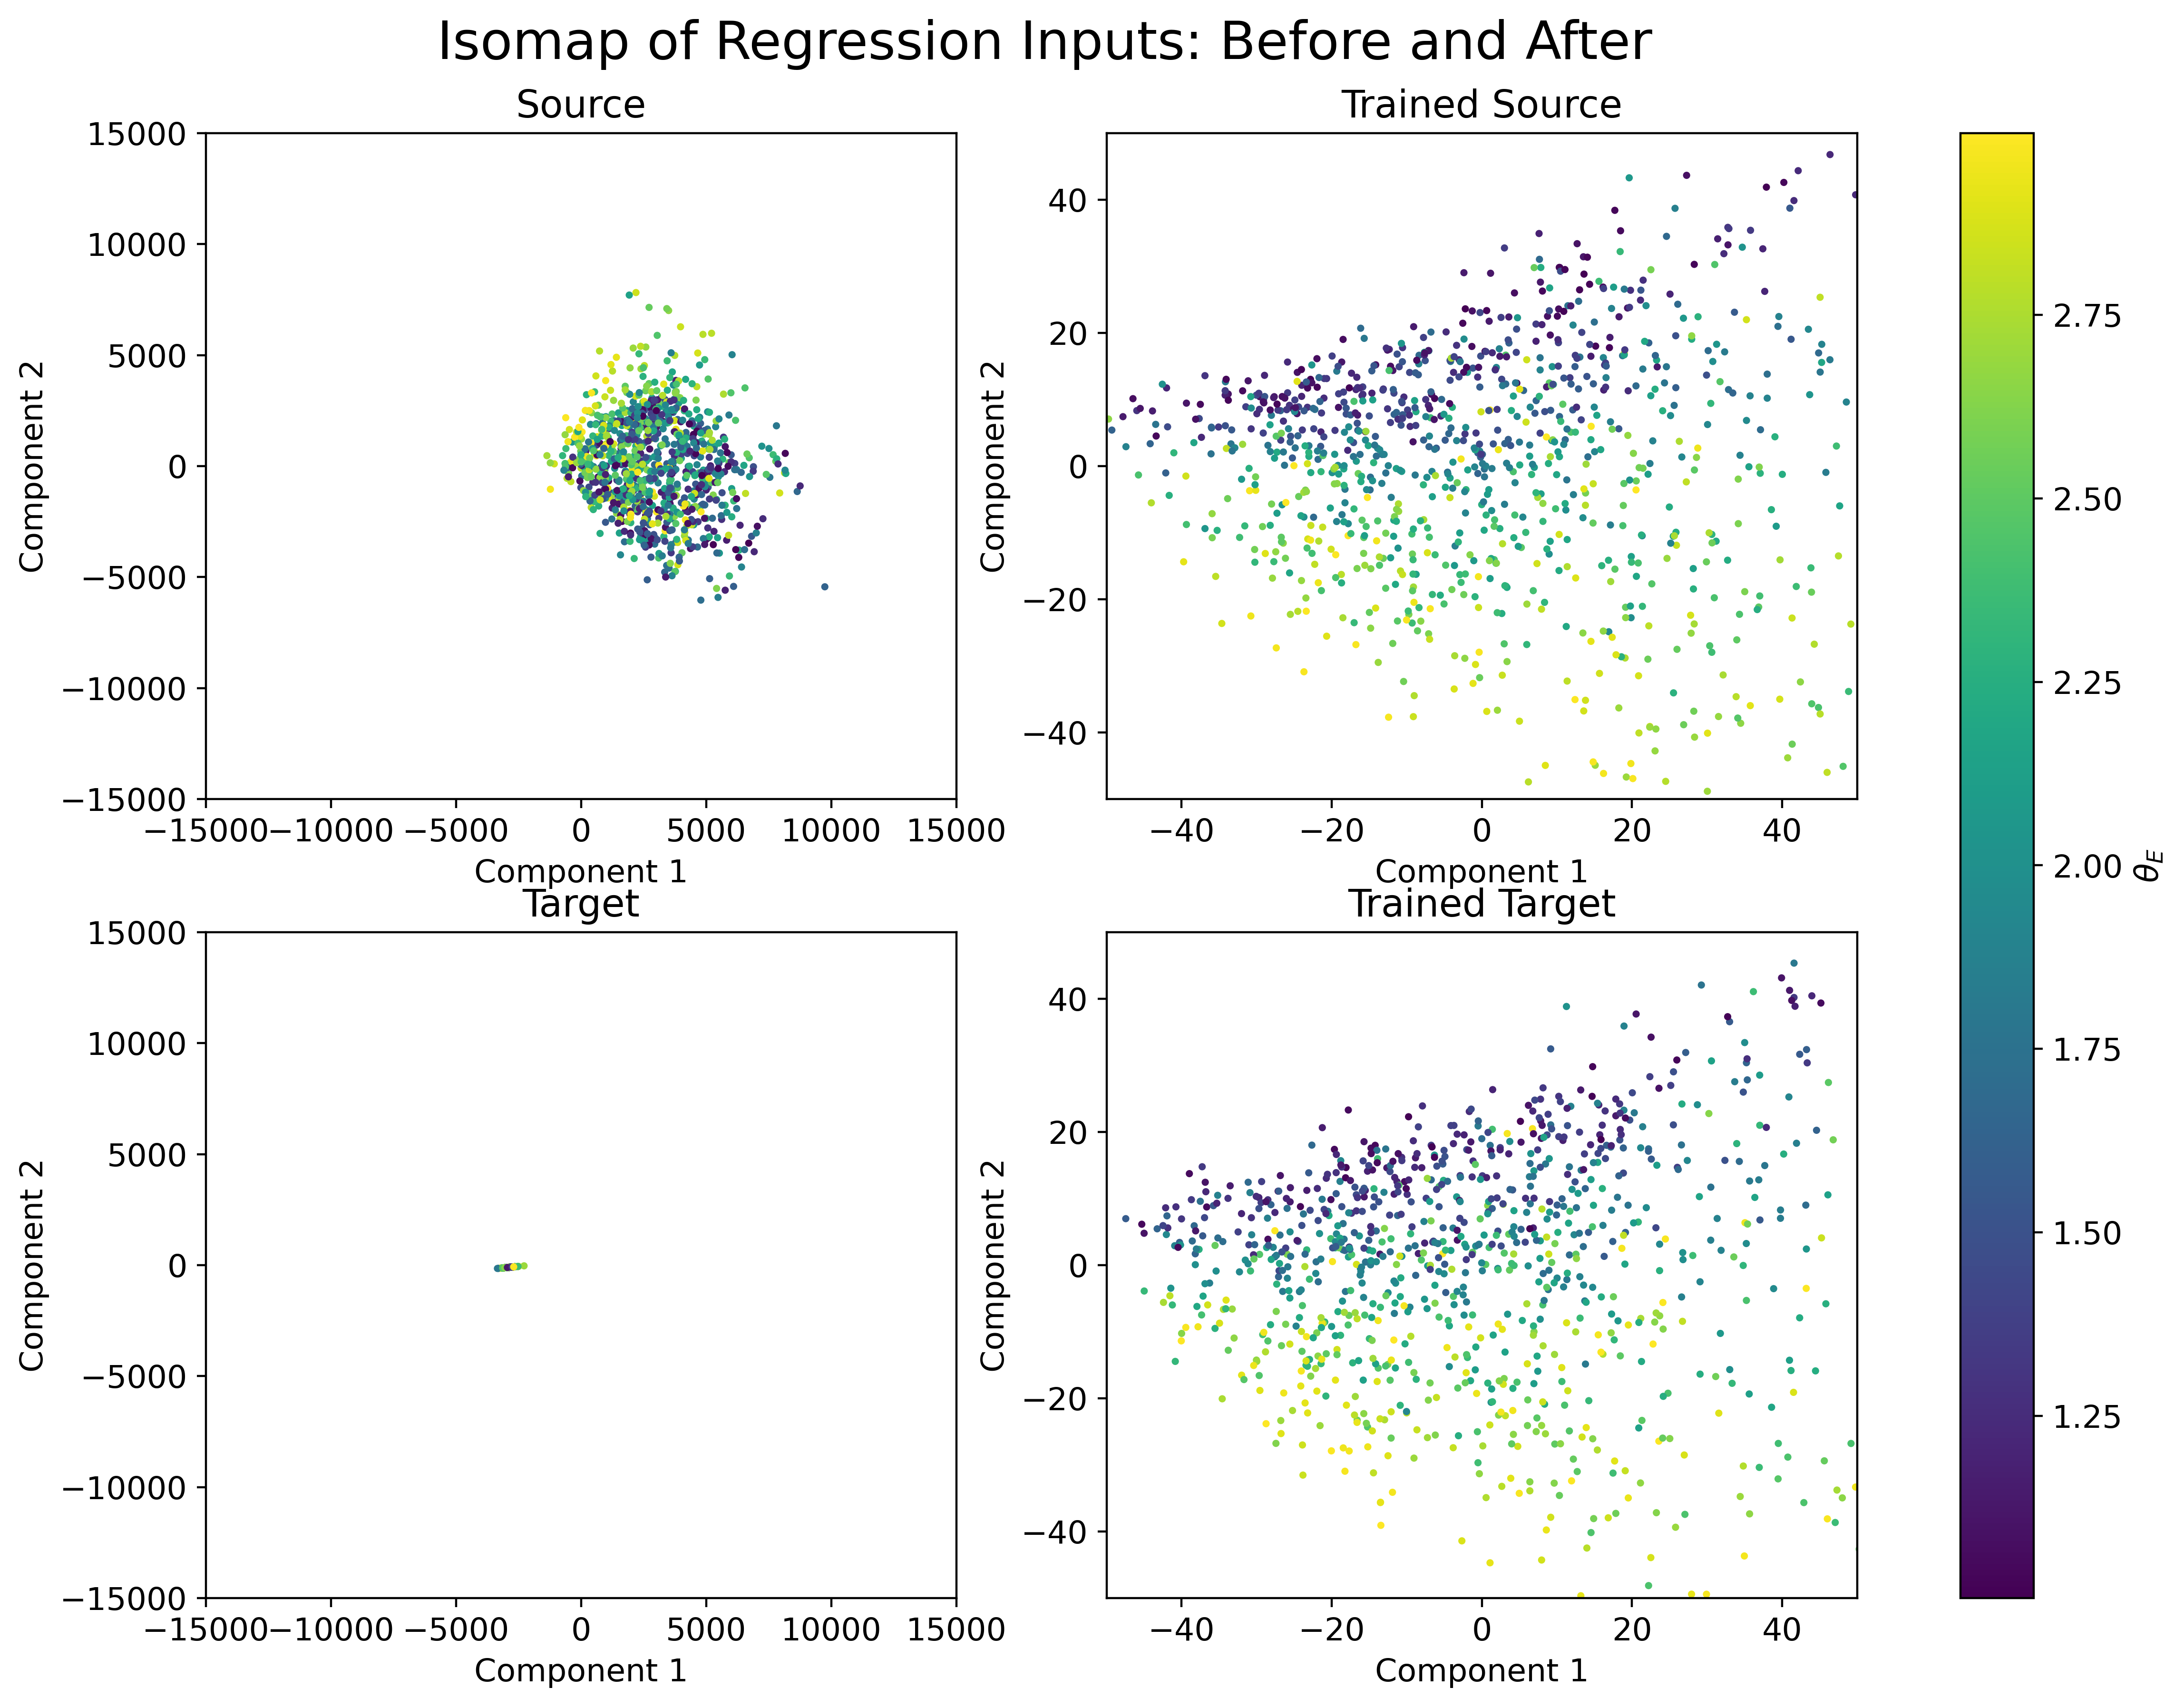 Isomap of Regression Inputs: Before and After
Source
Component 2
15000
10000
5000
0
−5000
−10000
−15000
−15000 −10000 −5000 0 5000 10000 15000
Component 1
Trained Source
Component 2
40
20
0
−20
−40
−40 −20 0 20 40
Component 1
Target
Component 2
15000
10000
5000
0
−5000
−10000
−15000
−15000 −10000 −5000 0 5000 10000 15000
Component 1
Trained Target
Component 2
40
20
0
−20
−40
−40 −20 0 20 40
Component 1
2.75
2.50
2.25
2.00
1.75
1.50
1.25
θ_E